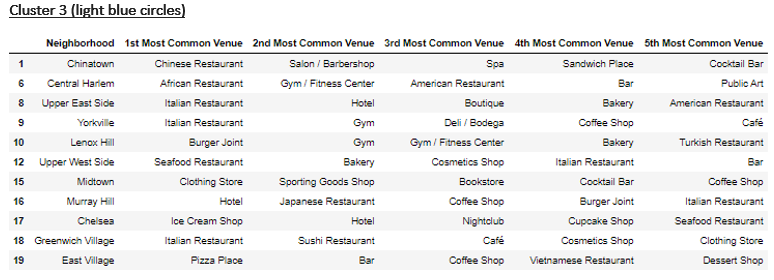 Cluster 3 (light blue circles)
Neighborhood 1st Most Common Venue 2nd Most Common Venue 3rd Most Common Venue 4th Most Common Venue 5th Most Common Venue
1 Chinatown Chinese Restaurant Salon / Barbershop Spa Sandwich Place Cocktail Bar
6 Central Harlem African Restaurant Gym / Fitness Center American Restaurant Bar Public Art
8 Upper East Side Italian Restaurant Hotel Boutique Bakery American Restaurant
9 Yorkville Italian Restaurant Gym Deli / Bodega Coffee Shop Café
10 Lenox Hill Burger Joint Gym Gym / Fitness Center Bakery Turkish Restaurant
12 Upper West Side Seafood Restaurant Bakery Cosmetics Shop Italian Restaurant Bar
15 Midtown Clothing Store Sporting Goods Shop Bookstore Cocktail Bar Coffee Shop
16 Murray Hill Hotel Japanese Restaurant Coffee Shop Burger Joint Italian Restaurant
17 Chelsea Ice Cream Shop Hotel Nightclub Cupcake Shop Seafood Restaurant
18 Greenwich Village Italian Restaurant Sushi Restaurant Café Cosmetics Shop Clothing Store
19 East Village Pizza Place Bar Coffee Shop Vietnamese Restaurant Dessert Shop